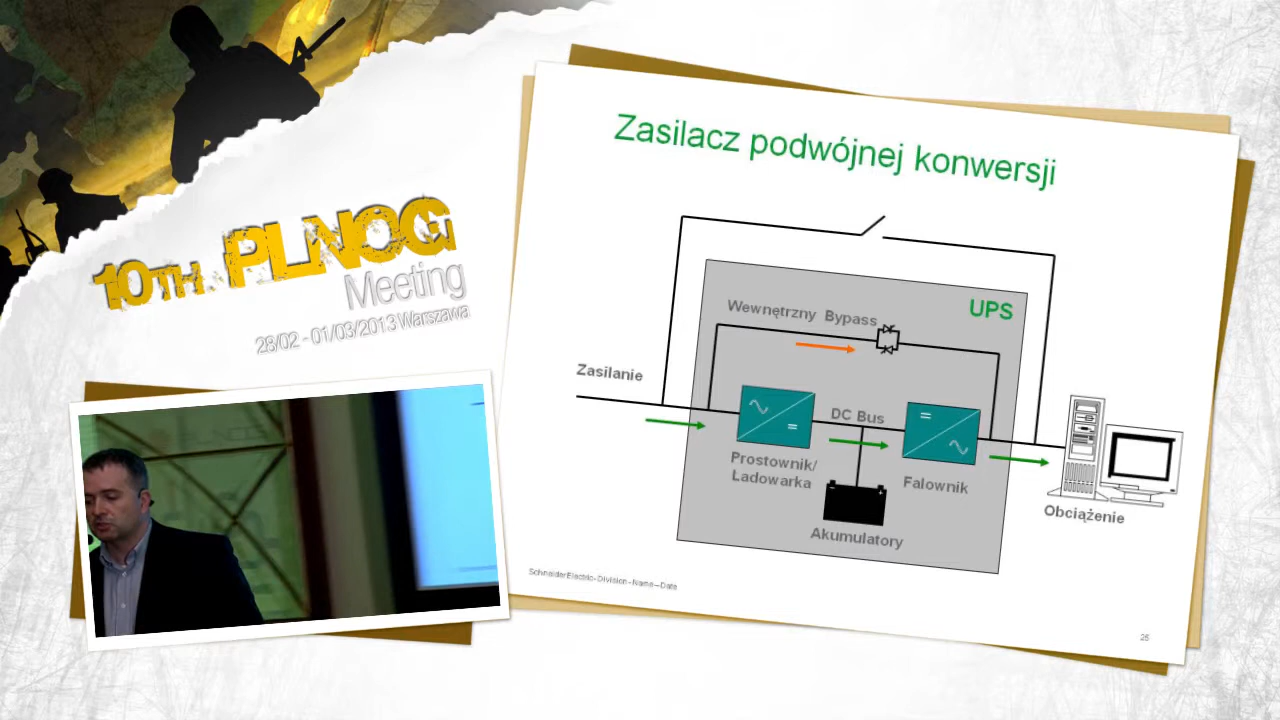 10TH PLNOG
Meeting
28/02 - 01/03/2013 Warszawa
Zasilacz podwójnej konwersji
UPS
Wewnętrzny Bypass
Zasilanie
DC Bus
Prostownik/
Ładowarka
Falownik
Akumulatory
Obciążenie
Schneider Electric - Division - Name – Date
25